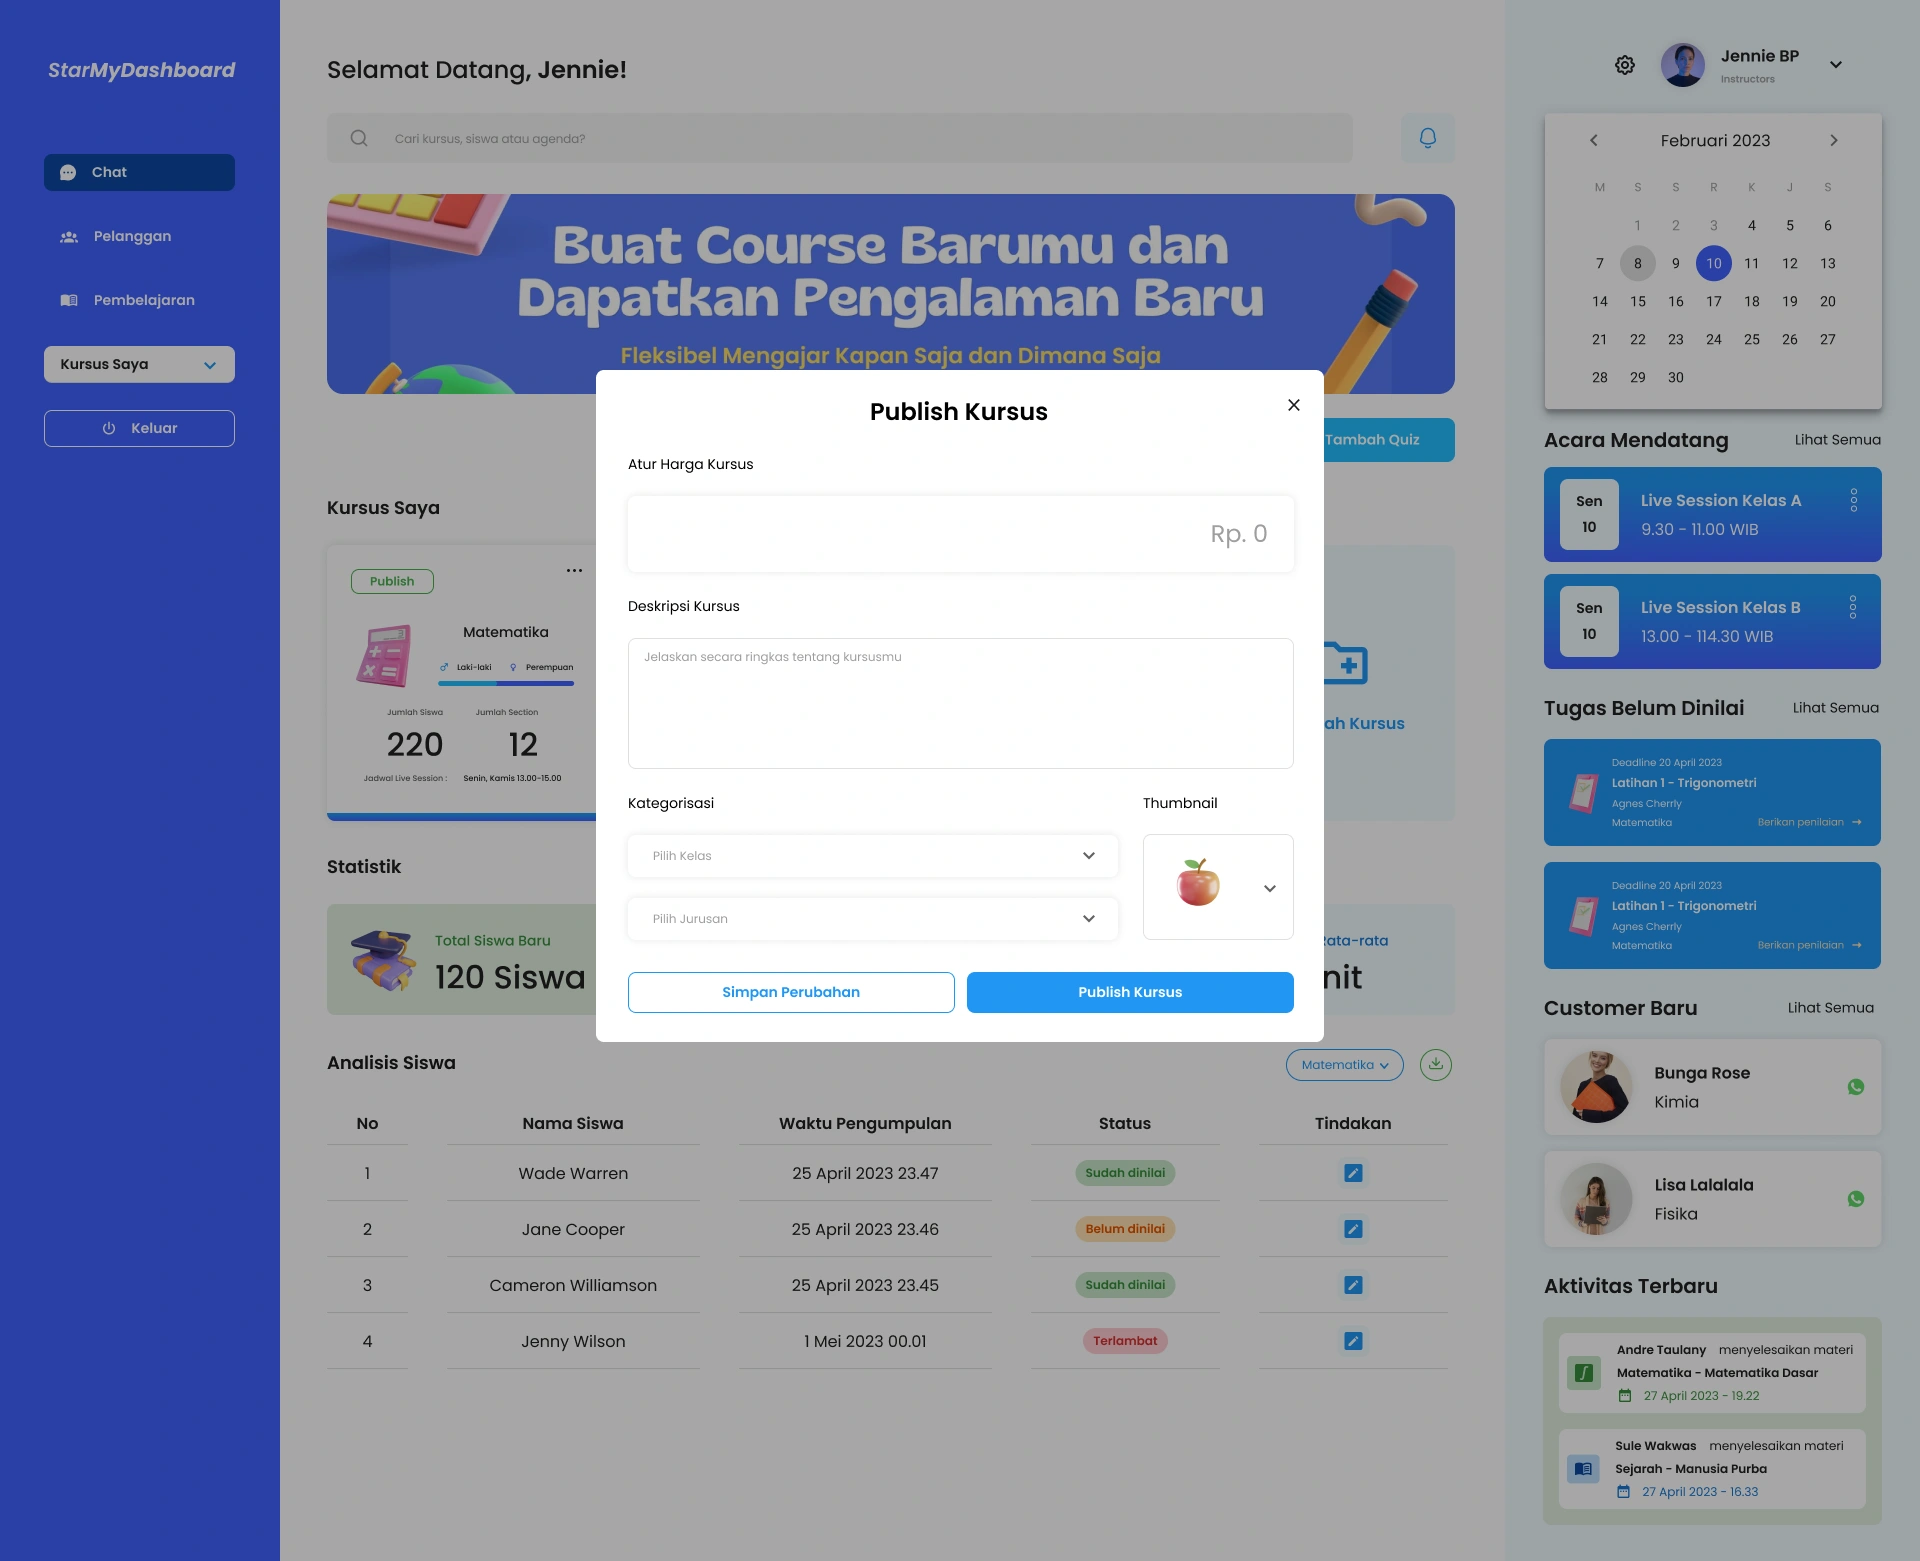 StarMyDashboard
Chat
Pelanggan
Pembelajaran
Kursus Saya
Keluar
Selamat Datang, Jennie!
Cari kursus, siswa atau agenda?
Buat Course Barumu dan
Dapatkan Pengalaman Baru
Fleksibel Mengajar Kapan Saja dan Dimana Saja
Tambah Quiz
Kursus Saya
Publish
Matematika
Laki-laki Perempuan
Jumlah Siswa Jumlah Section
220 12
Jadwal Live Session : Senin, Kamis 13.00-15.00
ah Kursus
Publish Kursus
Atur Harga Kursus
Rp. 0
Deskripsi Kursus
Jelaskan secara ringkas tentang kursusmu
Kategorisasi
Thumbnail
Pilih Kelas
Pilih Jurusan
Simpan Perubahan
Publish Kursus
Statistik
Total Siswa Baru
120 Siswa
Rata-rata
nit
Analisis Siswa
Matematika
No Nama Siswa Waktu Pengumpulan Status Tindakan
1 Wade Warren 25 April 2023 23.47 Sudah dinilai
2 Jane Cooper 25 April 2023 23.46 Belum dinilai
3 Cameron Williamson 25 April 2023 23.45 Sudah dinilai
4 Jenny Wilson 1 Mei 2023 00.01 Terlambat
Jennie BP
Instructors
Februari 2023
M S S R K J S
1 2 3 4 5 6
7 8 9 10 11 12 13
14 15 16 17 18 19 20
21 22 23 24 25 26 27
28 29 30
Acara Mendatang Lihat Semua
Sen
10
Live Session Kelas A
9.30 - 11.00 WIB
Sen
10
Live Session Kelas B
13.00 - 114.30 WIB
Tugas Belum Dinilai Lihat Semua
Deadline 20 April 2023
Latihan 1 - Trigonometri
Agnes Cherrly
Matematika Berikan penilaian
Deadline 20 April 2023
Latihan 1 - Trigonometri
Agnes Cherrly
Matematika Berikan penilaian
Customer Baru Lihat Semua
Bunga Rose
Kimia
Lisa Lalalala
Fisika
Aktivitas Terbaru
Andre Taulany menyelesaikan materi
Matematika - Matematika Dasar
27 April 2023 - 19.22
Sule Wakwas menyelesaikan materi
Sejarah - Manusia Purba
27 April 2023 - 16.33